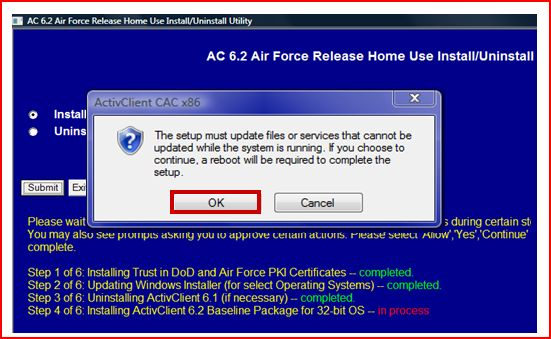 AC 6.2 Air Force Release Home Use Install/Uninstall Utility
AC 6.2 Air Force Release Home Use Install/Uninstall
ActivClient CAC x86
Install
Unins
The setup must update files or services that cannot be
updated while the system is running. If you choose to
continue, a reboot will be required to complete the
setup.
Submit Exi
OK Cancel
Please wait s during certain st
You may also see prompts asking you to approve certain actions. Please select 'Allow','Yes','Continue'
complete.
Step 1 of 6: Installing Trust in DoD and Air Force PKI Certificates -- completed.
Step 2 of 6: Updating Windows Installer (for select Operating Systems) -- completed.
Step 3 of 6: Uninstalling ActivClient 6.1 (if necessary) -- completed.
Step 4 of 6: Installing ActivClient 6.2 Baseline Package for 32-bit OS -- in process